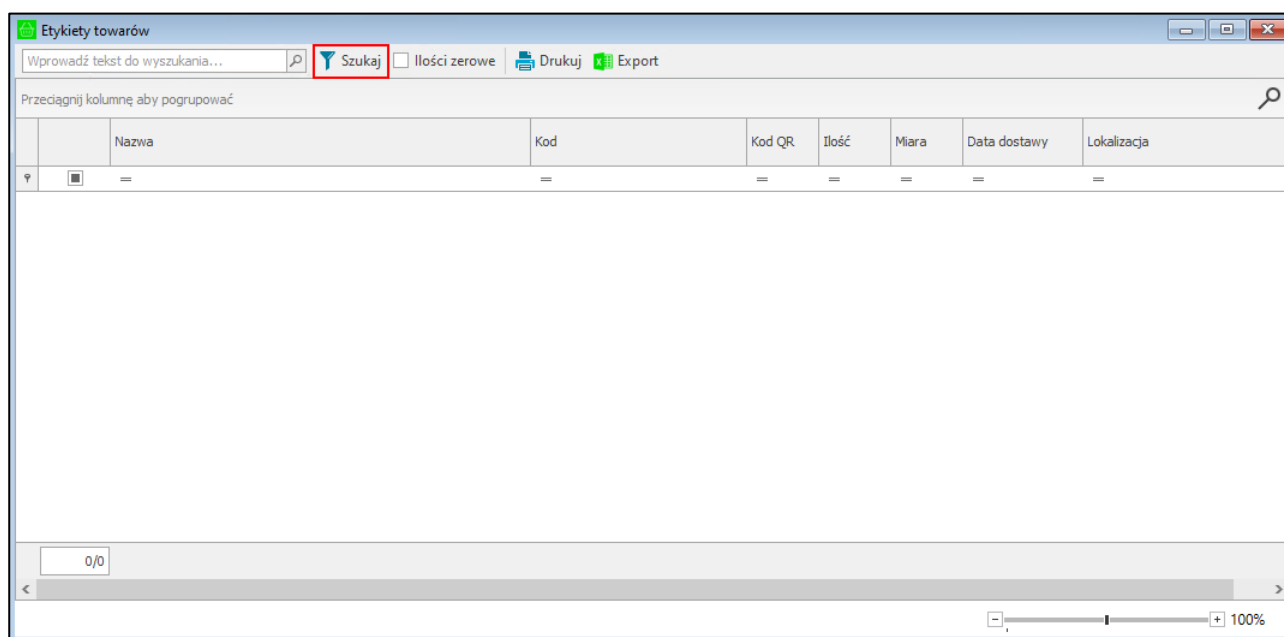 Etykiety towarów
Wprowadź tekst do wyszukania... Szukaj Ilości zerowe Drukuj Export
Przeciągnij kolumnę aby pogrupować
Nazwa Kod Kod QR Ilość Miara Data dostawy Lokalizacja
= = = = = = =
0/0
100%